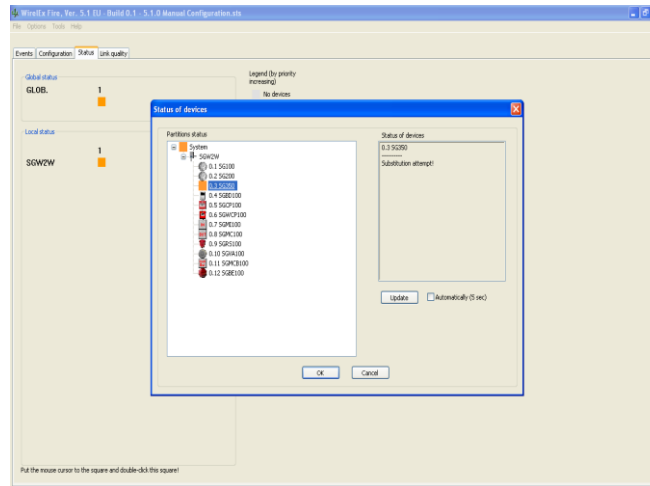 WirelEx Fire, Ver. 5.1 EU - Build 0.1 - 5.1.0 Manual Configuration.sts
File Options Tools Help
Events Configuration Status Link quality
Global status
GLOB. 1
Legend (by priority
increasing)
No devices
Local status
SGW2W 1
Status of devices
Partitions status
System
SGW2W
0.1 SG100
0.2 SG200
0.3 SG350
0.4 SGBD100
0.5 SGCP100
0.6 SGWCP100
0.7 SGMI100
0.8 SGMC100
0.9 SGRS100
0.10 SGVA100
0.11 SGMCB100
0.12 SGBE100
Status of devices
0.3 SG350
----------
Substitution attempt!
Update
Automatically (5 sec)
OK Cancel
Put the mouse cursor to the square and double-click this square!